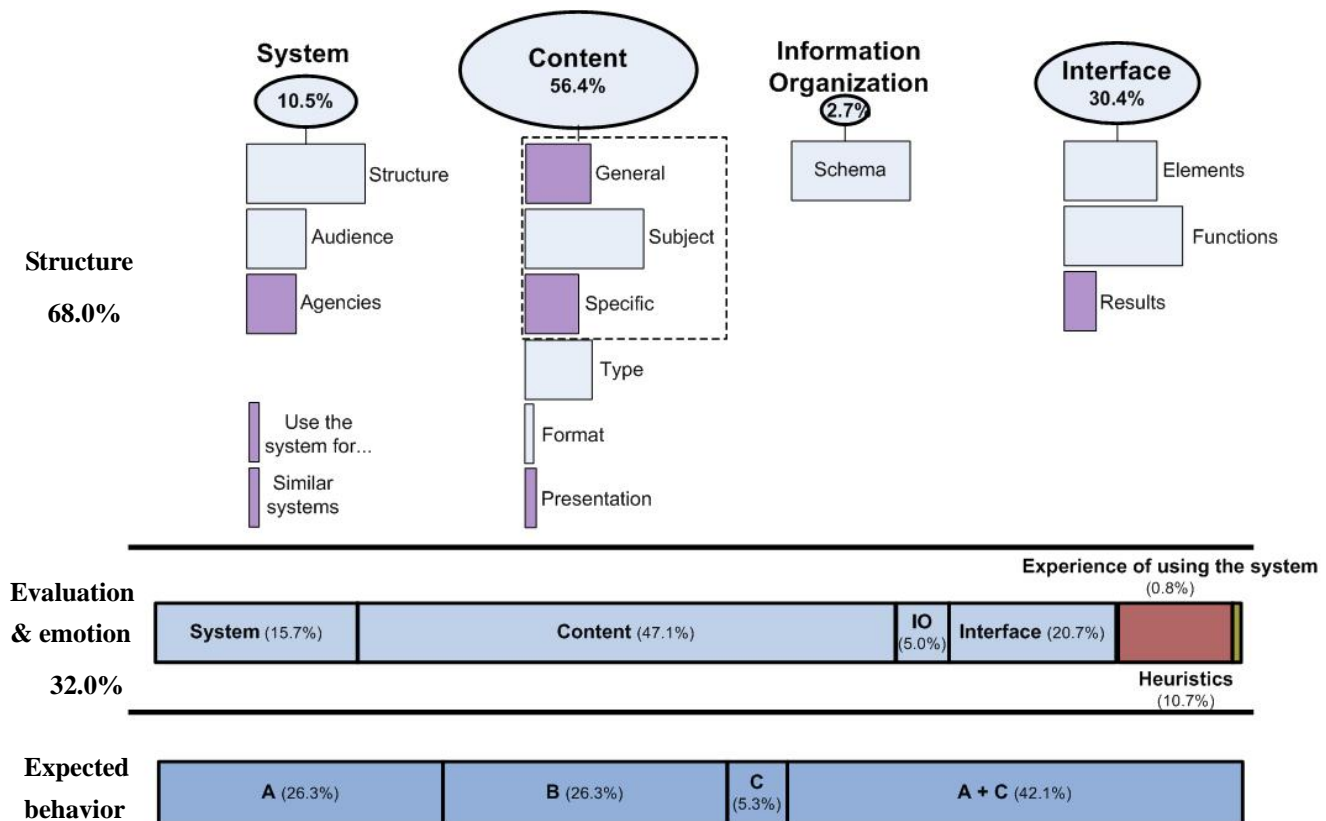 System
10.5%
Content
56.4%
Information
Organization
2.7%
Interface
30.4%
Structure
68.0%
Structure
Audience
Agencies
Use the
system for...
Similar
systems
General
Subject
Specific
Type
Format
Presentation
Schema
Elements
Functions
Results
Evaluation
& emotion
32.0%
Experience of using the system
(0.8%)
System (15.7%)
Content (47.1%)
IO
(5.0%)
Interface (20.7%)
Heuristics
(10.7%)
Expected
behavior
A (26.3%)
B (26.3%)
C
(5.3%)
A + C (42.1%)